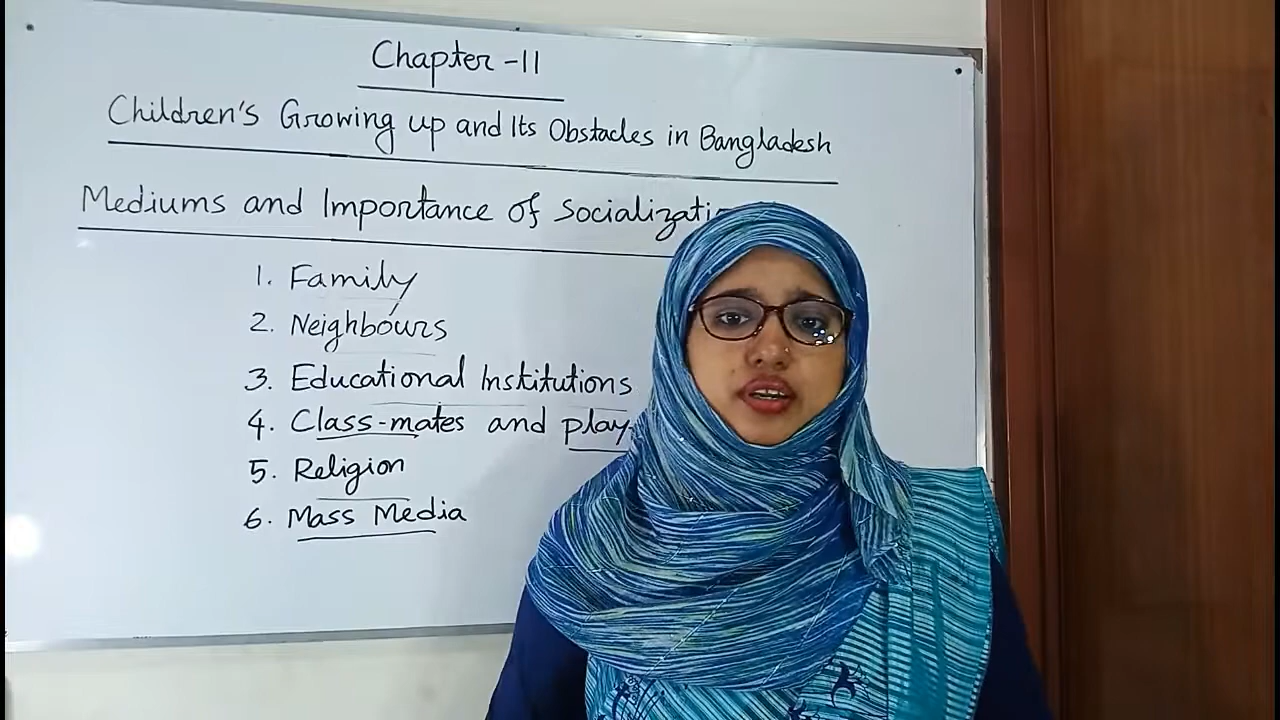 Chapter -11
Children's Growing up and Its Obstacles in Bangladesh
Mediums and Importance of Socializati
1. Family
2. Neighbours
3. Educational Institutions
4. Class-mates and play
5. Religion
6. Mass Media